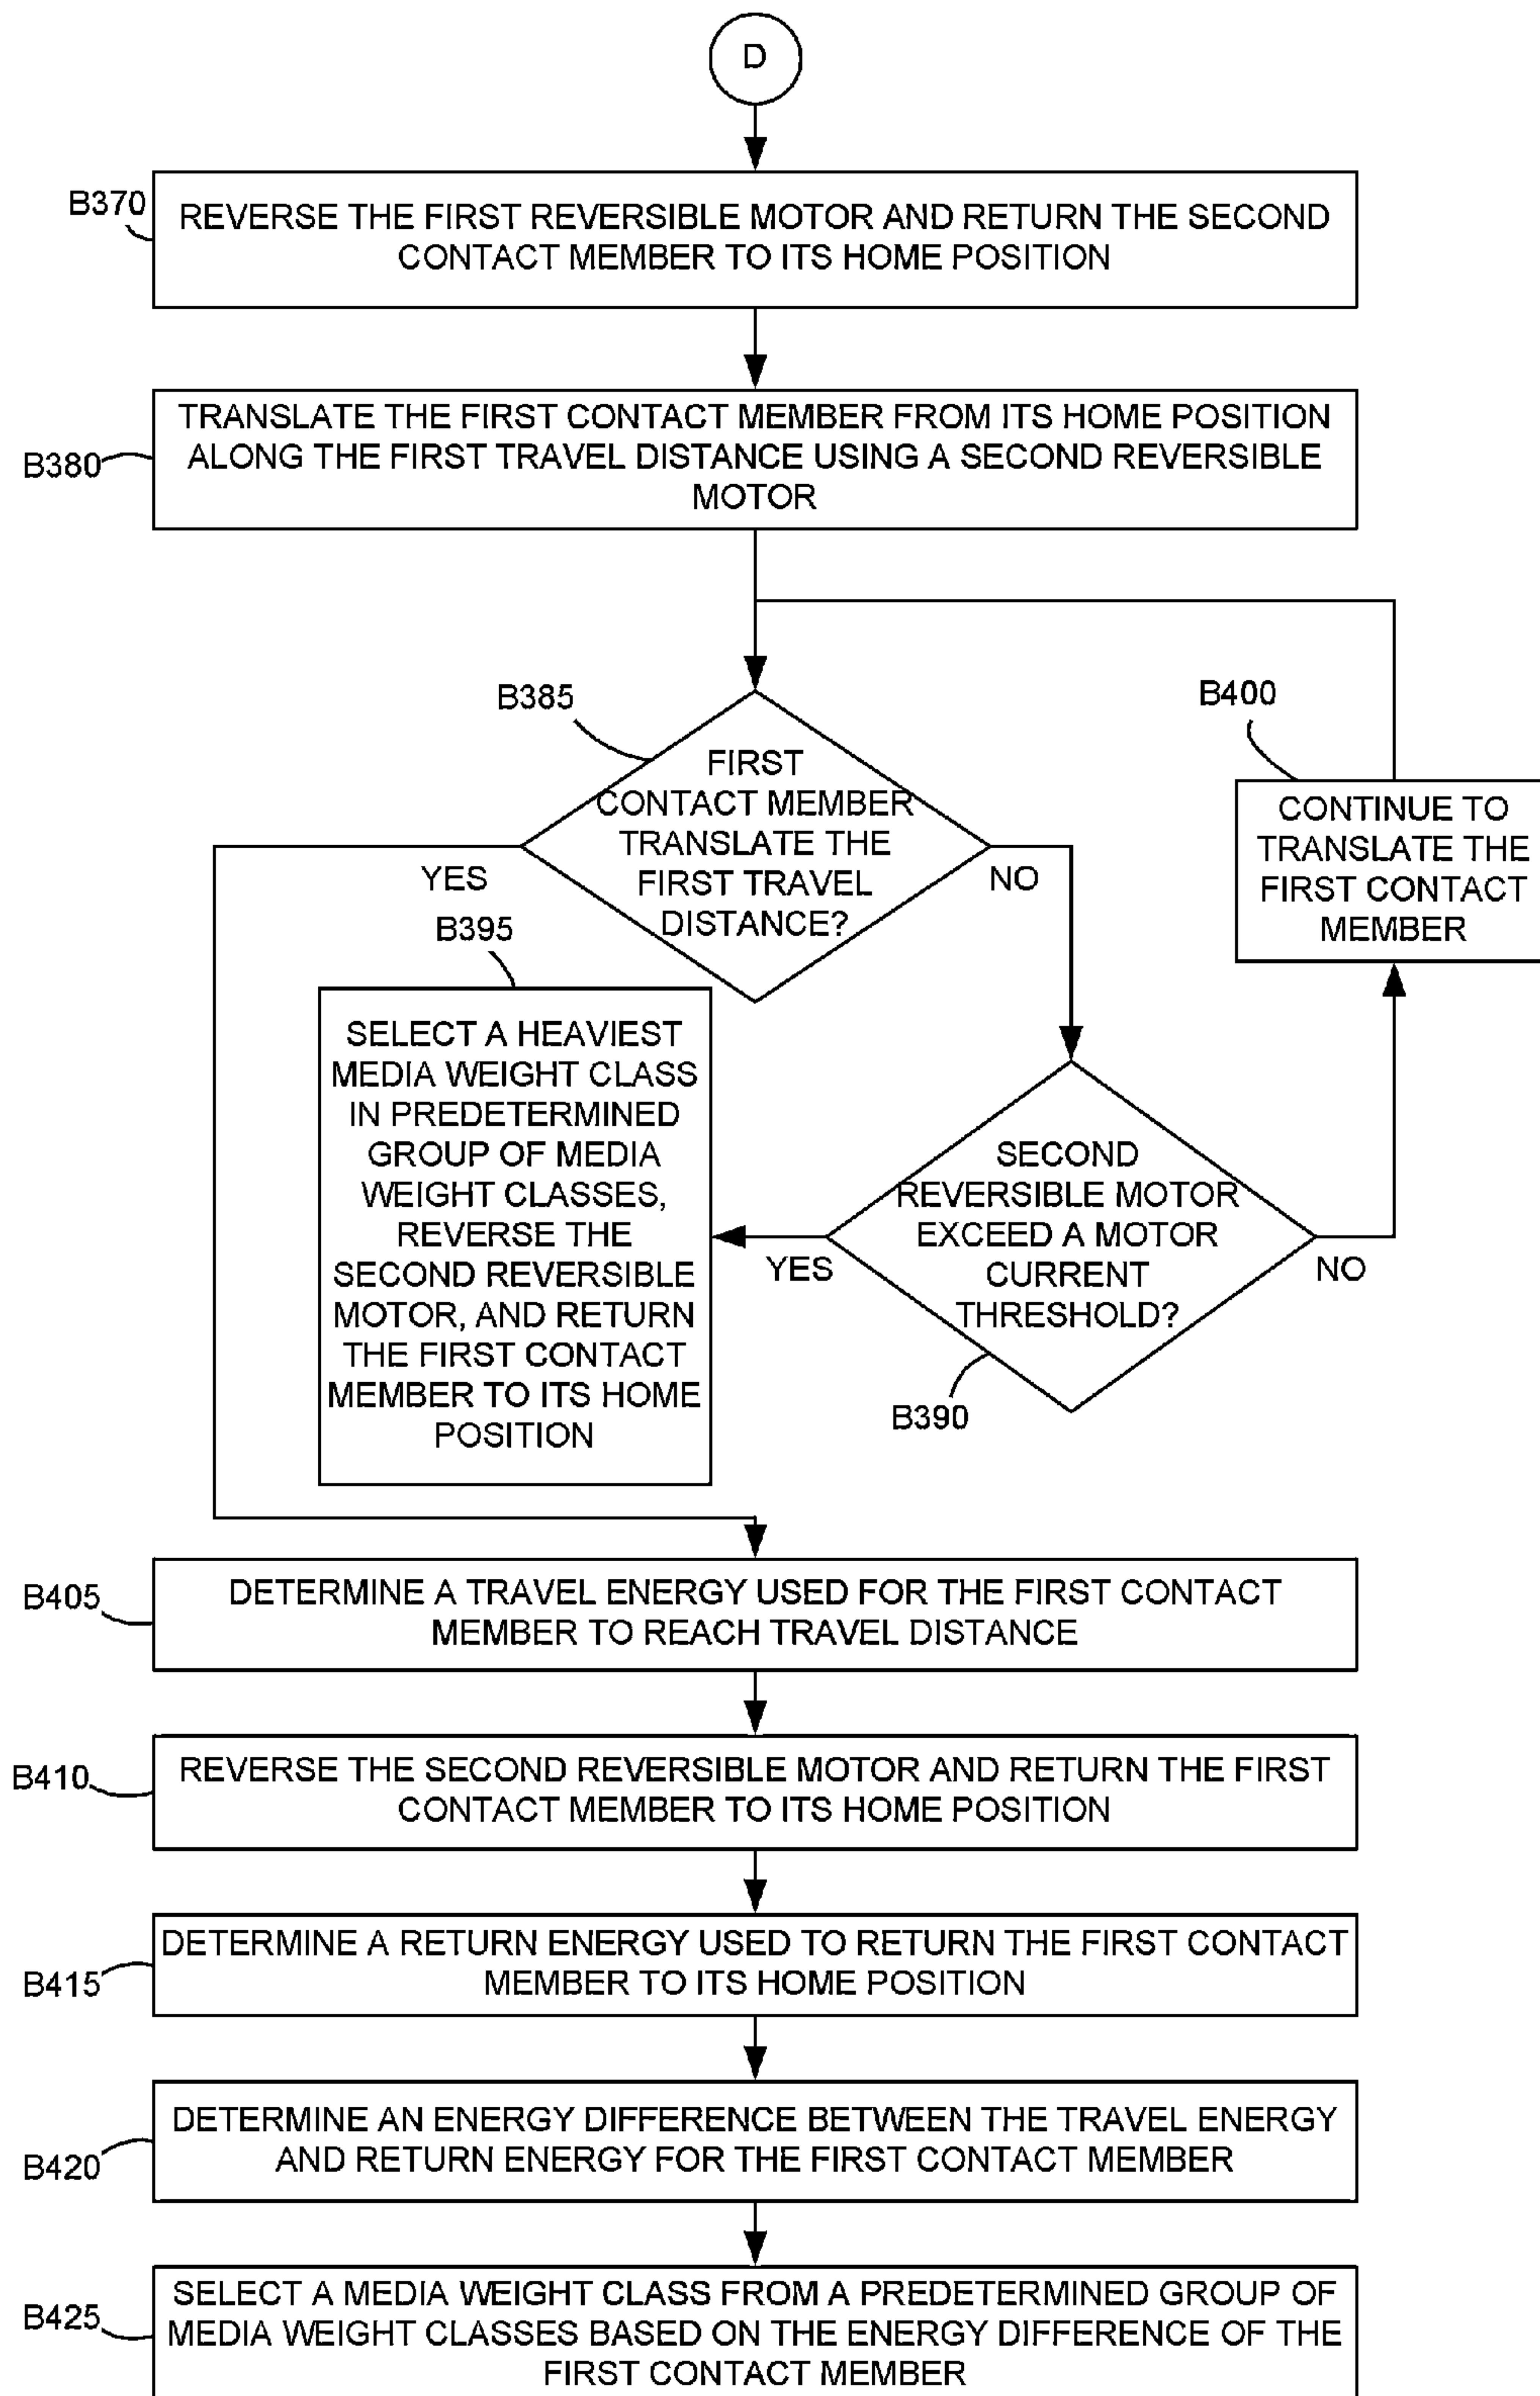 D
B370
REVERSE THE FIRST REVERSIBLE MOTOR AND RETURN THE SECOND
CONTACT MEMBER TO ITS HOME POSITION
B380
TRANSLATE THE FIRST CONTACT MEMBER FROM ITS HOME POSITION
ALONG THE FIRST TRAVEL DISTANCE USING A SECOND REVERSIBLE
MOTOR
B385
FIRST
CONTACT MEMBER
TRANSLATE THE
FIRST TRAVEL
DISTANCE?
YES
NO
B400
CONTINUE TO
TRANSLATE THE
FIRST CONTACT
MEMBER
B395
SELECT A HEAVIEST
MEDIA WEIGHT CLASS
IN PREDETERMINED
GROUP OF MEDIA
WEIGHT CLASSES,
REVERSE THE
SECOND REVERSIBLE
MOTOR, AND RETURN
THE FIRST CONTACT
MEMBER TO ITS HOME
POSITION
SECOND
REVERSIBLE MOTOR
EXCEED A MOTOR
CURRENT
THRESHOLD?
YES
NO
B390
B405
DETERMINE A TRAVEL ENERGY USED FOR THE FIRST CONTACT
MEMBER TO REACH TRAVEL DISTANCE
B410
REVERSE THE SECOND REVERSIBLE MOTOR AND RETURN THE FIRST
CONTACT MEMBER TO ITS HOME POSITION
B415
DETERMINE A RETURN ENERGY USED TO RETURN THE FIRST CONTACT
MEMBER TO ITS HOME POSITION
B420
DETERMINE AN ENERGY DIFFERENCE BETWEEN THE TRAVEL ENERGY
AND RETURN ENERGY FOR THE FIRST CONTACT MEMBER
B425
SELECT A MEDIA WEIGHT CLASS FROM A PREDETERMINED GROUP OF
MEDIA WEIGHT CLASSES BASED ON THE ENERGY DIFFERENCE OF THE
FIRST CONTACT MEMBER